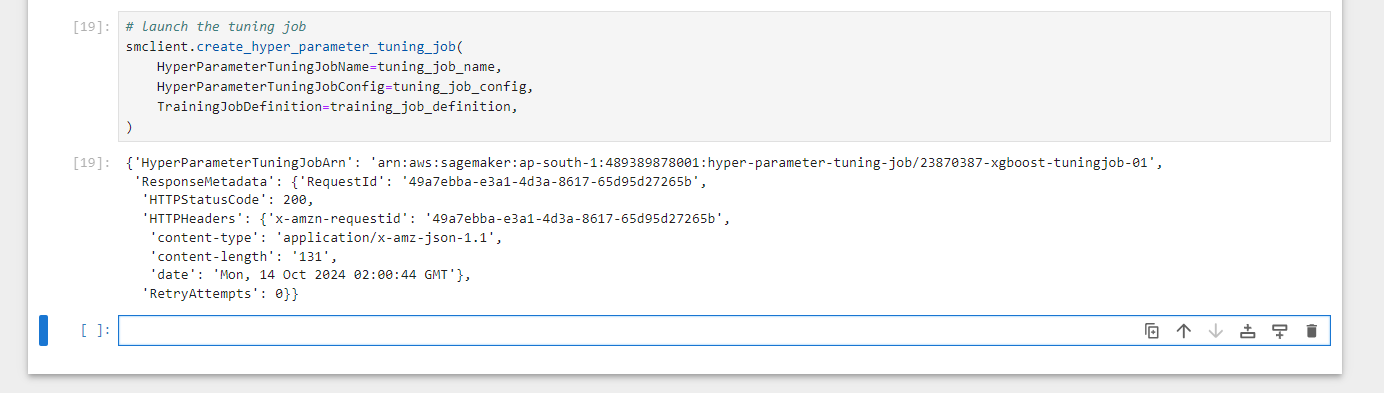 [19]: # launch the tuning job
smclient.create_hyper_parameter_tuning_job(
    HyperParameterTuningJobName=tuning_job_name,
    HyperParameterTuningJobConfig=tuning_job_config,
    TrainingJobDefinition=training_job_definition,
)
[19]: {'HyperParameterTuningJobArn': 'arn:aws:sagemaker:ap-south-1:489389878001:hyper-parameter-tuning-job/23870387-xgboost-tuningjob-01',
 'ResponseMetadata': {'RequestId': '49a7ebba-e3a1-4d3a-8617-65d95d27265b',
  'HTTPStatusCode': 200,
  'HTTPHeaders': {'x-amzn-requestid': '49a7ebba-e3a1-4d3a-8617-65d95d27265b',
   'content-type': 'application/x-amz-json-1.1',
   'content-length': '131',
   'date': 'Mon, 14 Oct 2024 02:00:44 GMT'},
  'RetryAttempts': 0}}
[ ]: